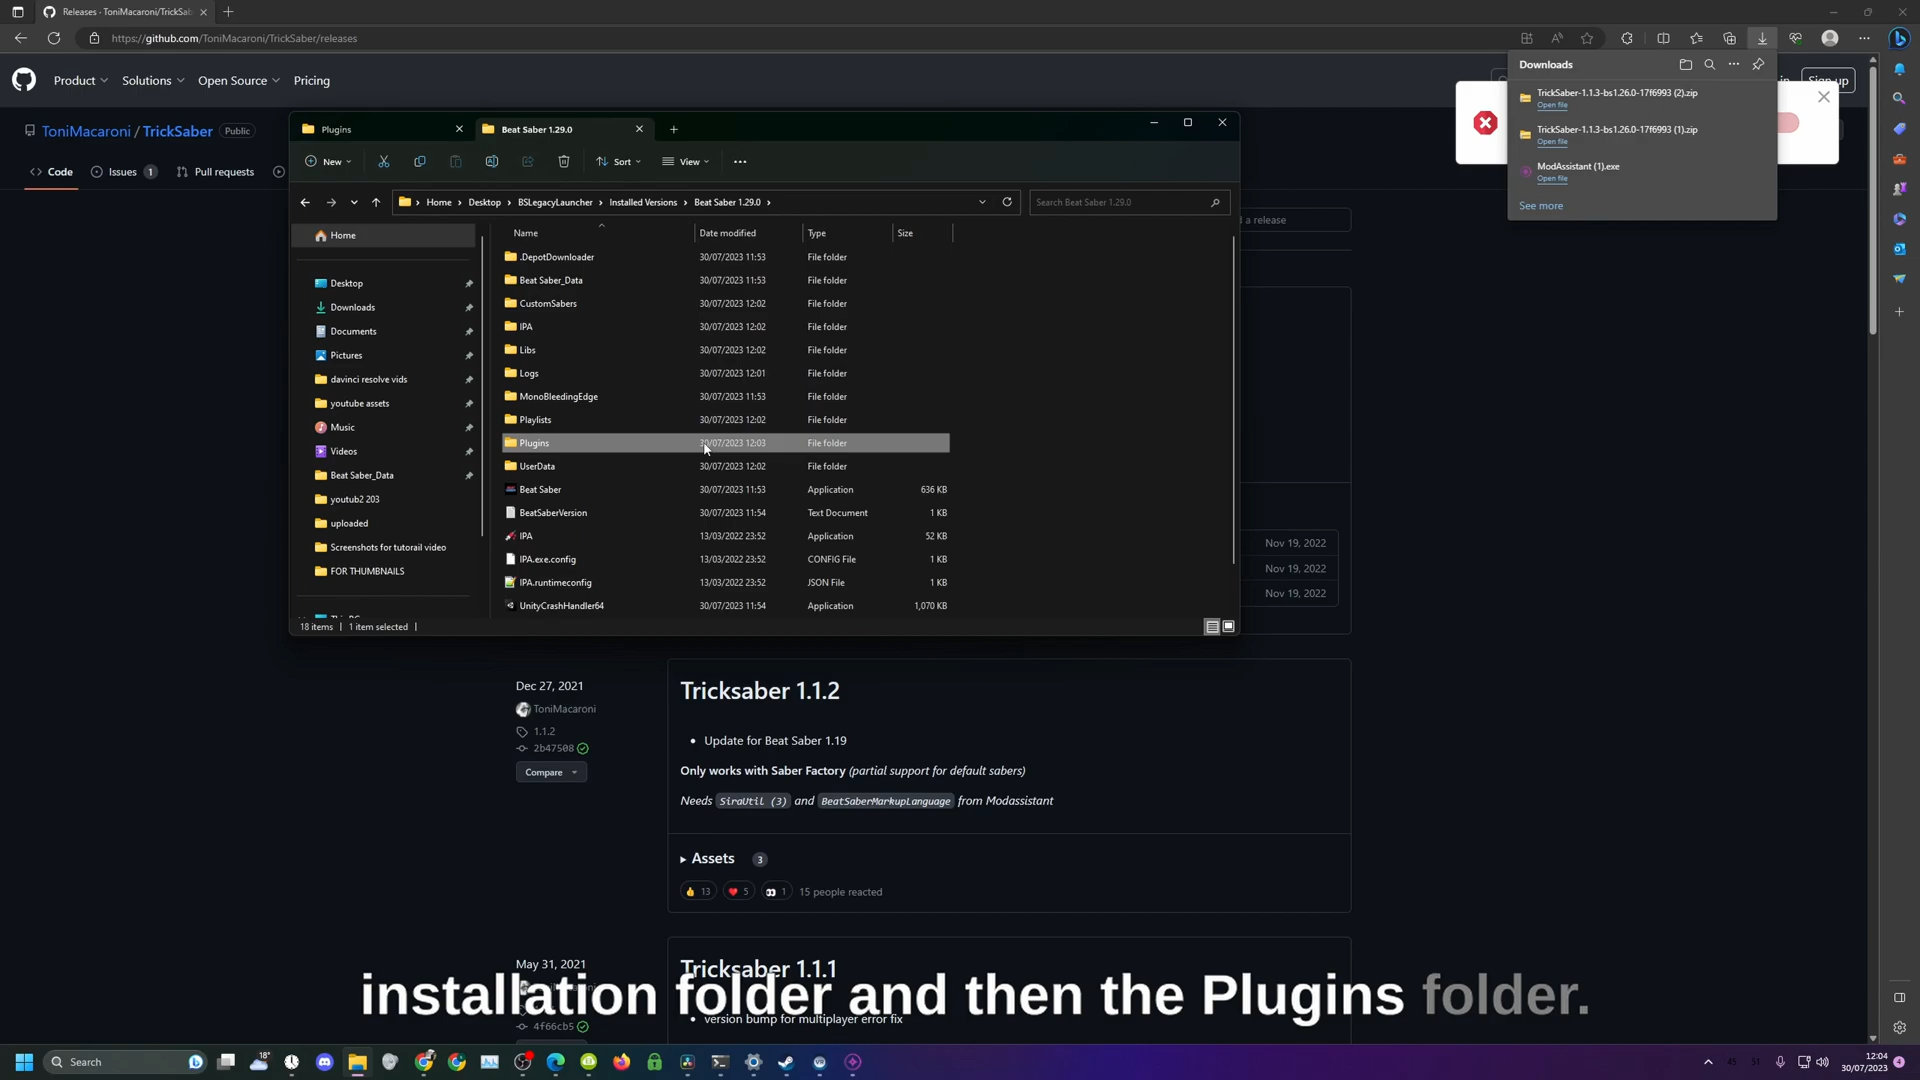 Releases · ToniMacaroni/TrickSab
https://github.com/ToniMacaroni/TrickSaber/releases
Product
Solutions
Open Source
Pricing
Sign up
ToniMacaroni / TrickSaber
Public
Code
Issues 1
Pull requests
Downloads
TrickSaber-1.1.3-bs1.26.0-17f6993 (2).zip
Open file
TrickSaber-1.1.3-bs1.26.0-17f6993 (1).zip
Open file
ModAssistant (1).exe
Open file
See more
Plugins
Beat Saber 1.29.0
New
Sort
View
Home
Desktop
BSLegacyLauncher
Installed Versions
Beat Saber 1.29.0
Search Beat Saber 1.29.0
a release
Home
Desktop
Downloads
Documents
Pictures
davinci resolve vids
youtube assets
Music
Videos
Beat Saber_Data
youtub2 203
uploaded
Screenshots for tutorail video
FOR THUMBNAILS
Name Date modified Type Size
.DepotDownloader 30/07/2023 11:53 File folder
Beat Saber_Data 30/07/2023 11:53 File folder
CustomSabers 30/07/2023 12:02 File folder
IPA 30/07/2023 12:02 File folder
Libs 30/07/2023 12:02 File folder
Logs 30/07/2023 12:01 File folder
MonoBleedingEdge 30/07/2023 11:53 File folder
Playlists 30/07/2023 12:02 File folder
Plugins 30/07/2023 12:03 File folder
UserData 30/07/2023 12:02 File folder
Beat Saber 30/07/2023 11:53 Application 636 KB
BeatSaberVersion 30/07/2023 11:54 Text Document 1 KB
IPA 13/03/2022 23:52 Application 52 KB
IPA.exe.config 13/03/2022 23:52 CONFIG File 1 KB
IPA.runtimeconfig 13/03/2022 23:52 JSON File 1 KB
UnityCrashHandler64 30/07/2023 11:54 Application 1,070 KB
18 items
1 item selected
Nov 19, 2022
Nov 19, 2022
Nov 19, 2022
Dec 27, 2021
ToniMacaroni
1.1.2
2b47508
Compare
Tricksaber 1.1.2
Update for Beat Saber 1.19
Only works with Saber Factory (partial support for default sabers)
Needs SiraUtil (3) and BeatSaberMarkupLanguage from Modassistant
Assets 3
13
5
1
15 people reacted
May 31, 2021
4f66cb5
Tricksaber 1.1.1
version bump for multiplayer error fix
installation folder and then the Plugins folder.
Search
18°
45 51
12:04
30/07/2023
4